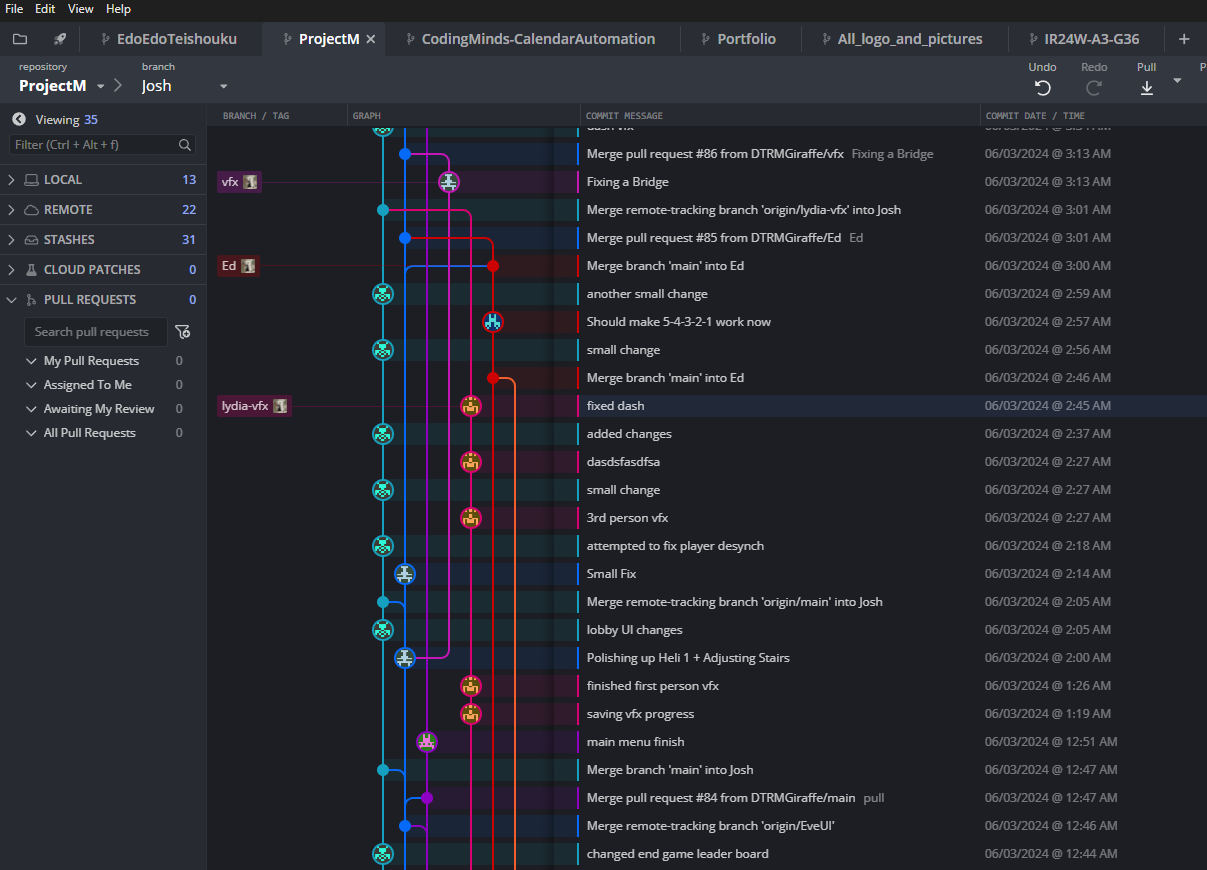 File Edit View Help
EdoEdoTeishouku ProjectM CodingMinds-CalendarAutomation Portfolio All_logo_and_pictures IR24W-A3-G36
repository branch Undo Redo Pull P
ProjectM Josh
Viewing 35
Filter (Ctrl + Alt + f)
LOCAL 13
REMOTE 22
STASHES 31
CLOUD PATCHES 0
PULL REQUESTS 0
Search pull requests
My Pull Requests 0
Assigned To Me 0
Awaiting My Review 0
All Pull Requests 0
BRANCH / TAG GRAPH COMMIT MESSAGE COMMIT DATE / TIME
dash vfx
Merge pull request #86 from DTRMGiraffe/vfx Fixing a Bridge 06/03/2024 @ 3:13 AM
vfx Fixing a Bridge 06/03/2024 @ 3:13 AM
Merge remote-tracking branch 'origin/lydia-vfx' into Josh 06/03/2024 @ 3:01 AM
Merge pull request #85 from DTRMGiraffe/Ed Ed 06/03/2024 @ 3:01 AM
Ed Merge branch 'main' into Ed 06/03/2024 @ 3:00 AM
another small change 06/03/2024 @ 2:59 AM
Should make 5-4-3-2-1 work now 06/03/2024 @ 2:57 AM
small change 06/03/2024 @ 2:56 AM
Merge branch 'main' into Ed 06/03/2024 @ 2:46 AM
lydia-vfx fixed dash 06/03/2024 @ 2:45 AM
added changes 06/03/2024 @ 2:37 AM
dasdsfasdfsa 06/03/2024 @ 2:27 AM
small change 06/03/2024 @ 2:27 AM
3rd person vfx 06/03/2024 @ 2:27 AM
attempted to fix player desynch 06/03/2024 @ 2:18 AM
Small Fix 06/03/2024 @ 2:14 AM
Merge remote-tracking branch 'origin/main' into Josh 06/03/2024 @ 2:05 AM
lobby UI changes 06/03/2024 @ 2:05 AM
Polishing up Heli 1 + Adjusting Stairs 06/03/2024 @ 2:00 AM
finished first person vfx 06/03/2024 @ 1:26 AM
saving vfx progress 06/03/2024 @ 1:19 AM
main menu finish 06/03/2024 @ 12:51 AM
Merge branch 'main' into Josh 06/03/2024 @ 12:47 AM
Merge pull request #84 from DTRMGiraffe/main pull 06/03/2024 @ 12:47 AM
Merge remote-tracking branch 'origin/EveUI' 06/03/2024 @ 12:46 AM
changed end game leader board 06/03/2024 @ 12:44 AM